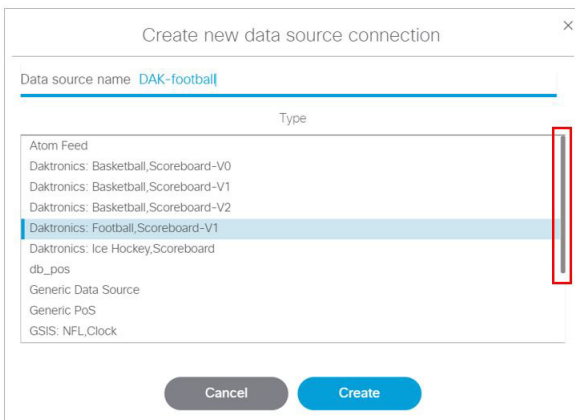 Create new data source connection
Data source name DAK-football
Type
Atom Feed
Daktronics: Basketball,Scoreboard-V0
Daktronics: Basketball,Scoreboard-V1
Daktronics: Basketball,Scoreboard-V2
Daktronics: Football,Scoreboard-V1
Daktronics: Ice Hockey,Scoreboard
db_pos
Generic Data Source
Generic PoS
GSIS: NFL,Clock
Cancel Create